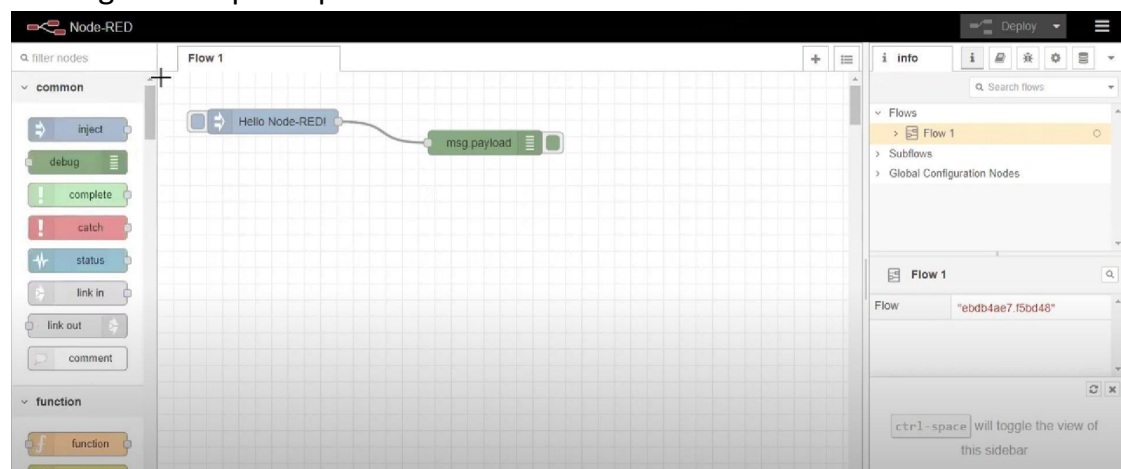 Node-RED
Deploy
filter nodes
Flow 1
i info
i
Search flows
common
inject
debug
complete
catch
status
link in
link out
comment
function
function
Hello Node-RED!
msg payload
Flows
Flow 1
Subflows
Global Configuration Nodes
Flow 1
Flow "ebdb4ae7.f5bd48"
ctrl-space will toggle the view of
this sidebar